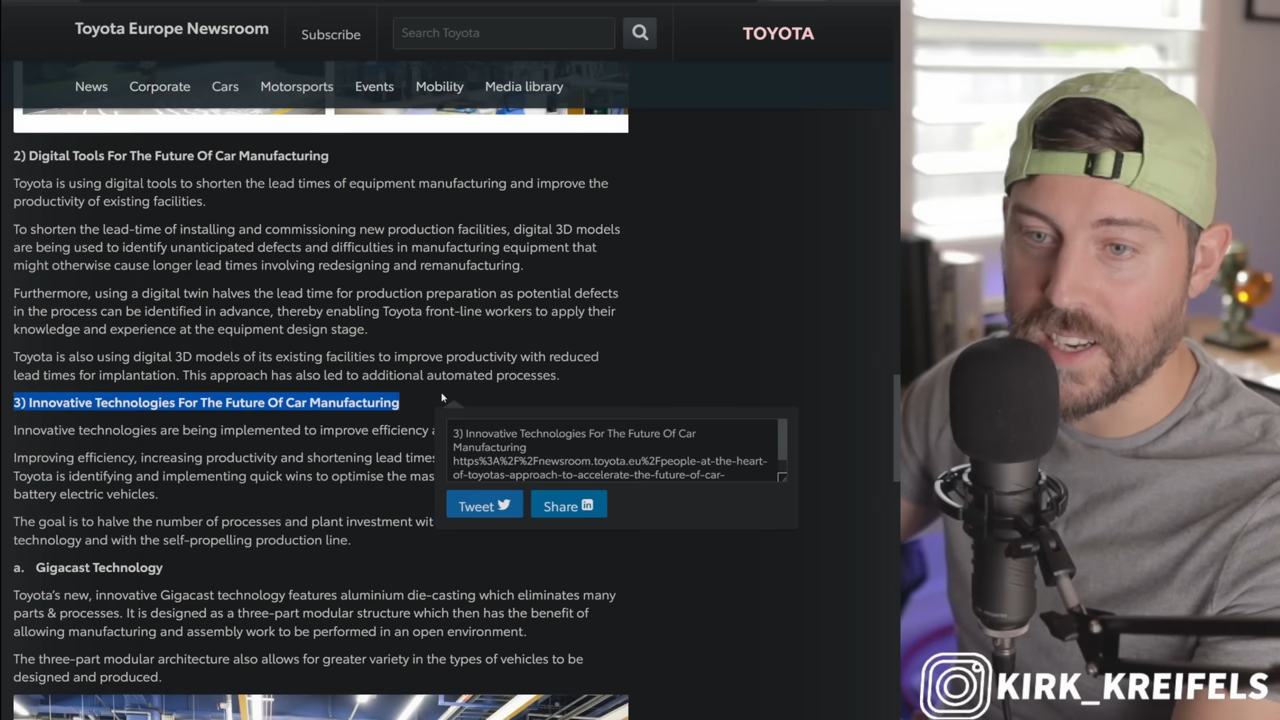 Toyota Europe Newsroom
Subscribe
Search Toyota
TOYOTA
News Corporate Cars Motorsports Events Mobility Media library
2) Digital Tools For The Future Of Car Manufacturing
Toyota is using digital tools to shorten the lead times of equipment manufacturing and improve the
productivity of existing facilities.
To shorten the lead-time of installing and commissioning new production facilities, digital 3D models
are being used to identify unanticipated defects and difficulties in manufacturing equipment that
might otherwise cause longer lead times involving redesigning and remanufacturing.
Furthermore, using a digital twin halves the lead time for production preparation as potential defects
in the process can be identified in advance, thereby enabling Toyota front-line workers to apply their
knowledge and experience at the equipment design stage.
Toyota is also using digital 3D models of its existing facilities to improve productivity with reduced
lead times for implantation. This approach has also led to additional automated processes.
3) Innovative Technologies For The Future Of Car Manufacturing
Innovative technologies are being implemented to improve efficiency
Improving efficiency, increasing productivity and shortening lead times
Toyota is identifying and implementing quick wins to optimise the mas
battery electric vehicles.
The goal is to halve the number of processes and plant investment wit
technology and with the self-propelling production line.
3) Innovative Technologies For The Future Of Car
Manufacturing
https%3A%2F%2Fnewsroom.toyota.eu%2Fpeople-at-the-heart-
of-toyotas-approach-to-accelerate-the-future-of-car-
Tweet
Share in
a. Gigacast Technology
Toyota's new, innovative Gigacast technology features aluminium die-casting which eliminates many
parts & processes. It is designed as a three-part modular structure which then has the benefit of
allowing manufacturing and assembly work to be performed in an open environment.
The three-part modular architecture also allows for greater variety in the types of vehicles to be
designed and produced.
KIRK_KREIFELS